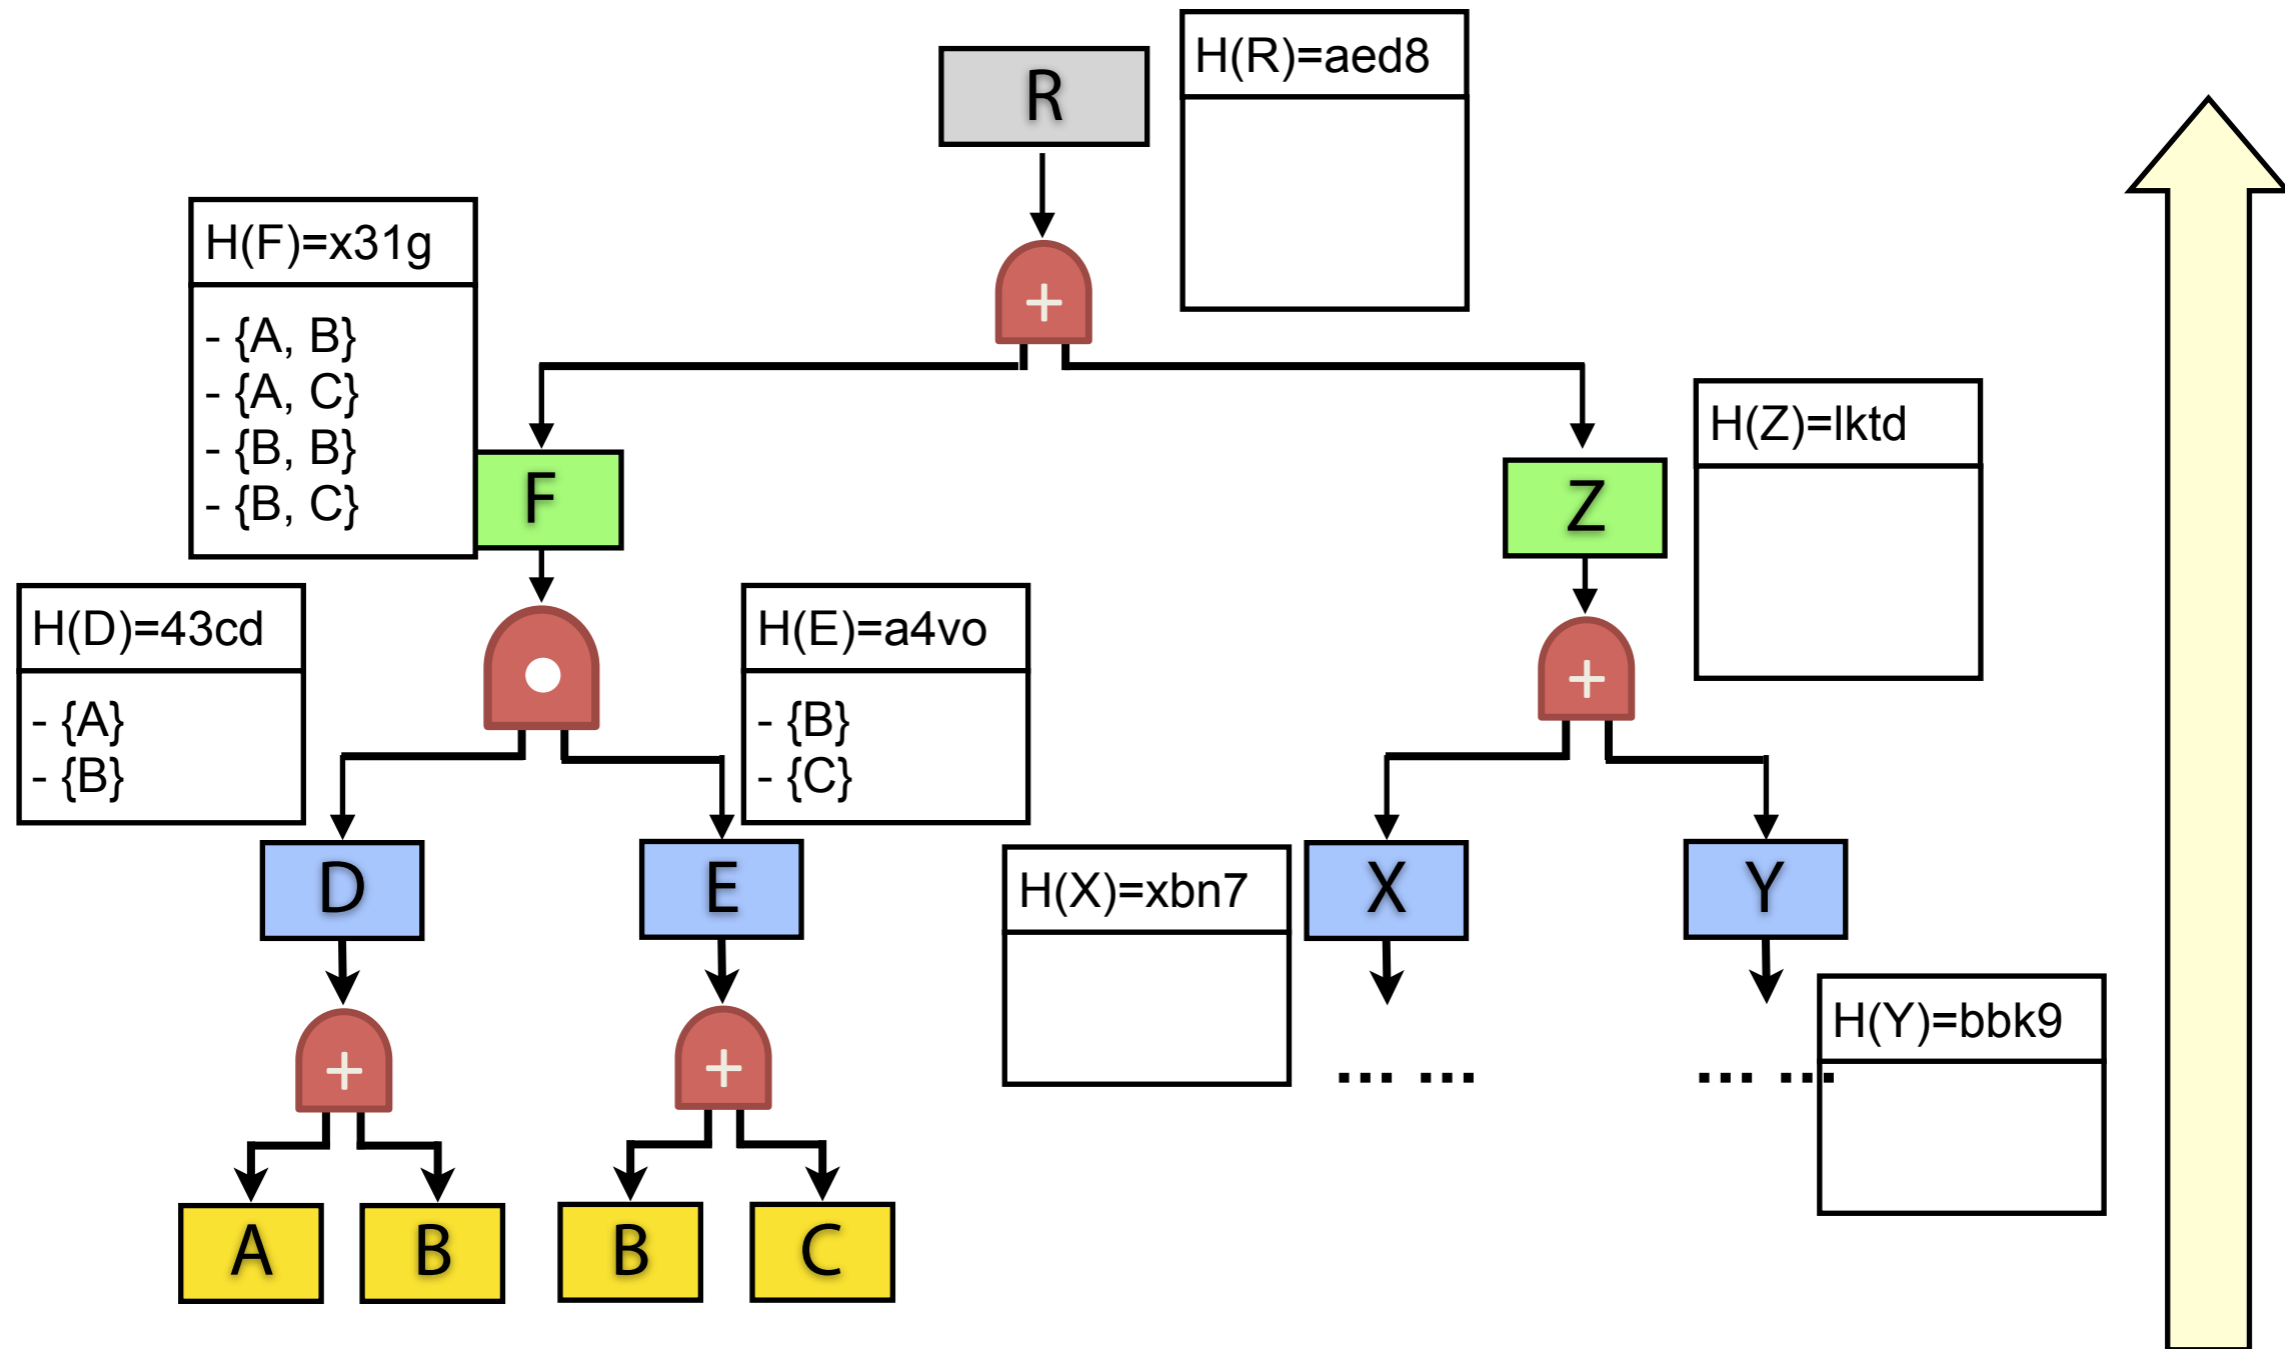 R
H(R)=aed8
+
H(F)=x31g
- {A, B}
- {A, C}
- {B, B}
- {B, C}
F
H(Z)=lktd
Z
H(D)=43cd
- {A}
- {B}
H(E)=a4vo
- {B}
- {C}
+
D
E
H(X)=xbn7
X
Y
H(Y)=bbk9
+
+
... ...
... ...
A
B
B
C